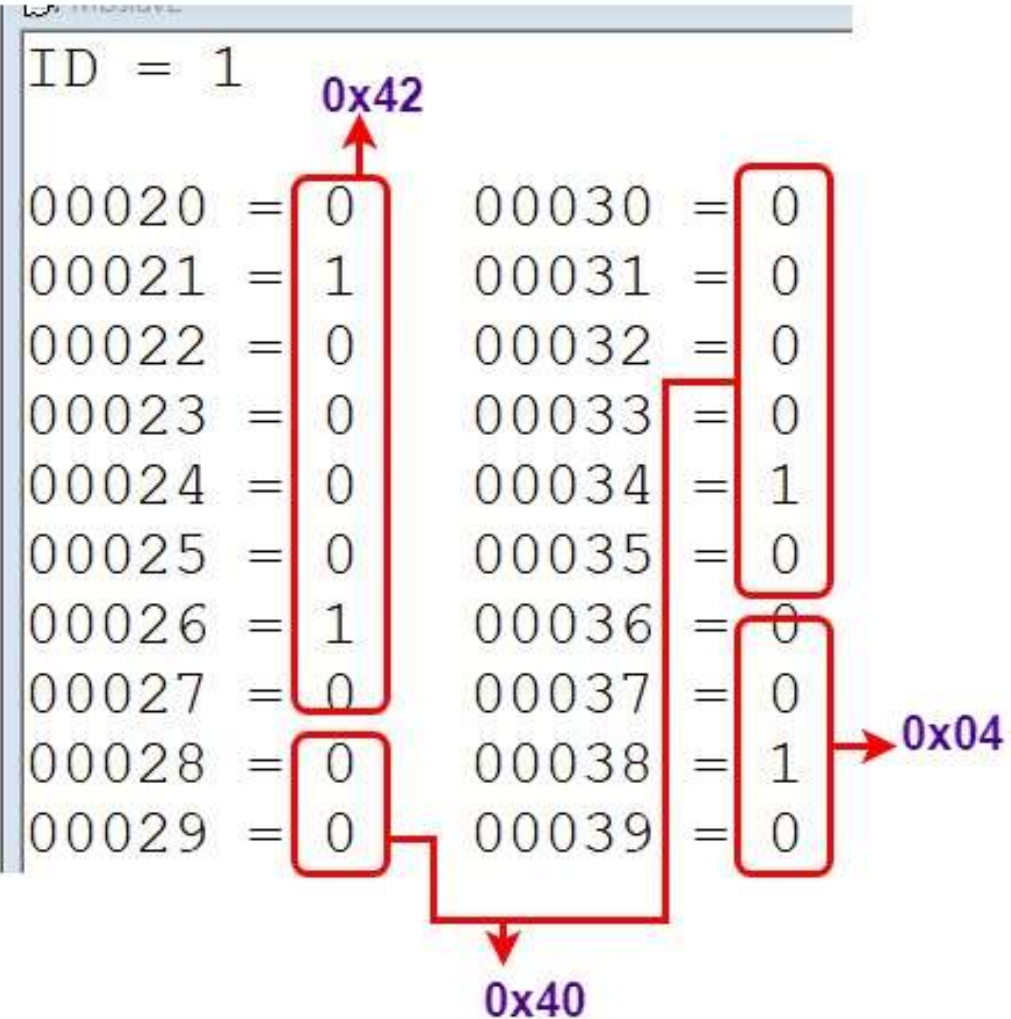 ID = 1
0x42
00020 = 0 00030 = 0
00021 = 1 00031 = 0
00022 = 0 00032 = 0
00023 = 0 00033 = 0
00024 = 0 00034 = 1
00025 = 0 00035 = 0
00026 = 1 00036 = 0
00027 = 0 00037 = 0
00028 = 0 00038 = 1
0x04
00029 = 0 00039 = 0
0x40